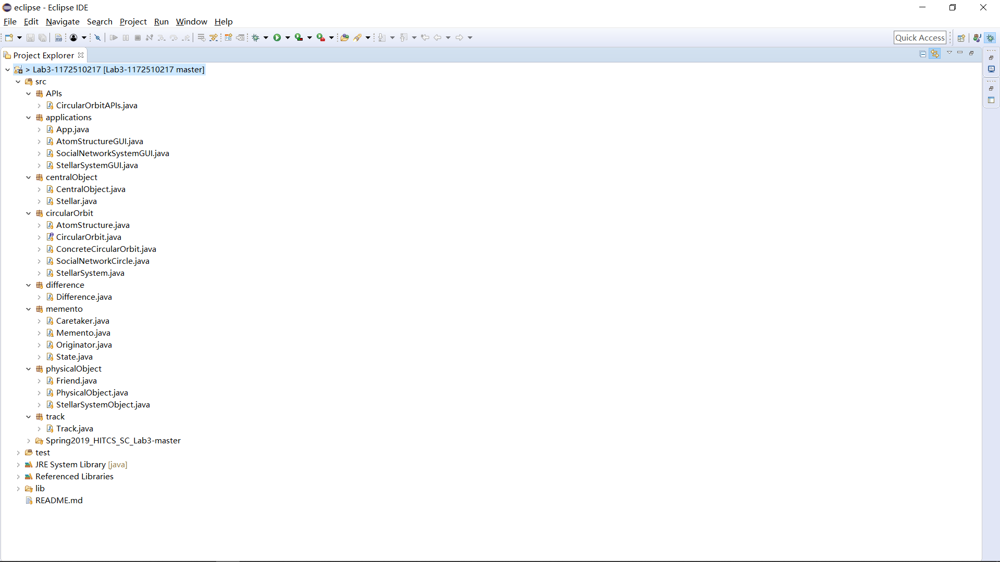 eclipse - Eclipse IDE
File Edit Navigate Search Project Run Window Help
Quick Access
Project Explorer
> Lab3-1172510217 [Lab3-1172510217 master]
src
APIs
CircularOrbitAPIs.java
applications
App.java
AtomStructureGUI.java
SocialNetworkSystemGUI.java
StellarSystemGUI.java
centralObject
CentralObject.java
Stellar.java
circularOrbit
AtomStructure.java
CircularOrbit.java
ConcreteCircularOrbit.java
SocialNetworkCircle.java
StellarSystem.java
difference
Difference.java
memento
Caretaker.java
Memento.java
Originator.java
State.java
physicalObject
Friend.java
PhysicalObject.java
StellarSystemObject.java
track
Track.java
Spring2019_HITCS_SC_Lab3-master
test
JRE System Library [java]
Referenced Libraries
lib
README.md